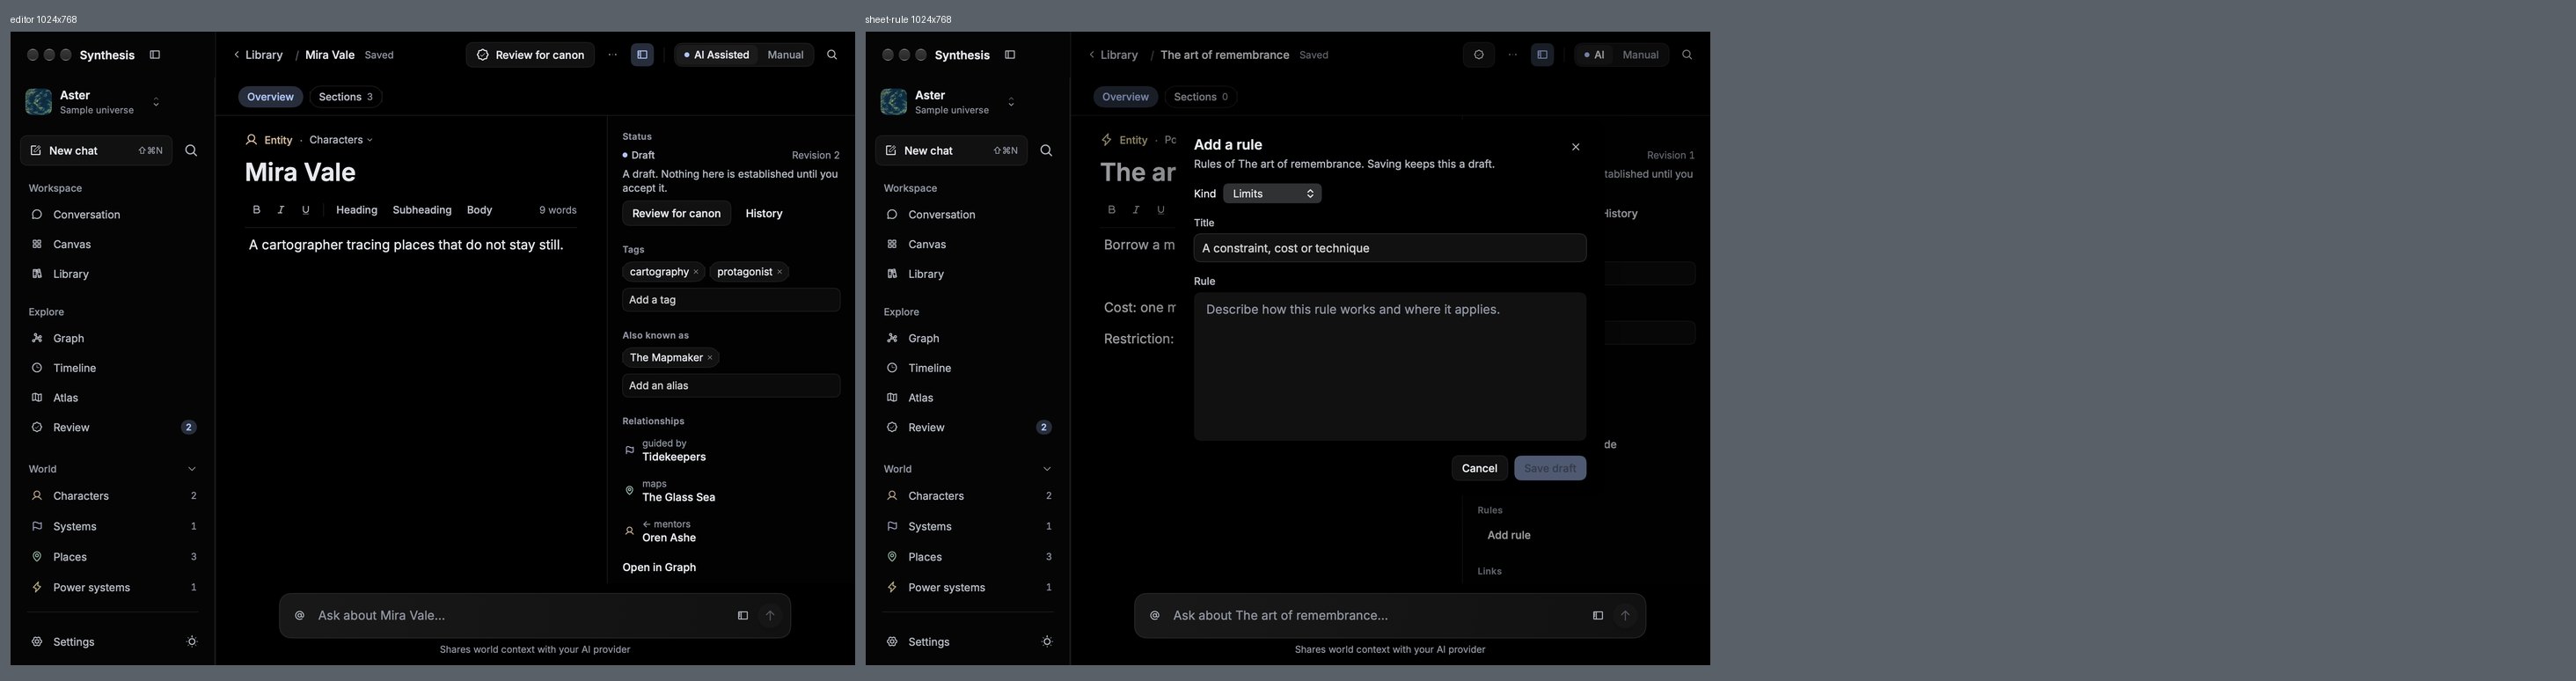 editor 1024x768
Synthesis
Aster
Sample universe
New chat
⇧⌘N
Workspace
Conversation
Canvas
Library
Explore
Graph
Timeline
Atlas
Review 2
World
Characters 2
Systems 1
Places 3
Power systems 1
Settings
Library / Mira Vale Saved
Review for canon
AI Assisted Manual
Overview Sections 3
Entity · Characters
Mira Vale
B I U Heading Subheading Body 9 words
A cartographer tracing places that do not stay still.
Status
Draft Revision 2
A draft. Nothing here is established until you
accept it.
Review for canon History
Tags
cartography × protagonist ×
Add a tag
Also known as
The Mapmaker ×
Add an alias
Relationships
guided by
Tidekeepers
maps
The Glass Sea
← mentors
Oren Ashe
Open in Graph
@ Ask about Mira Vale...
Shares world context with your AI provider
sheet-rule 1024x768
Synthesis
Aster
Sample universe
New chat
⇧⌘N
Workspace
Conversation
Canvas
Library
Explore
Graph
Timeline
Atlas
Review 2
World
Characters 2
Systems 1
Places 3
Power systems 1
Settings
Library / The art of remembrance Saved
AI Manual
Overview Sections 0
Entity · Po
The ar
B I U
Borrow a m
Cost: one m
Restriction:
Add a rule
Rules of The art of remembrance. Saving keeps this a draft.
Kind Limits
Title
A constraint, cost or technique
Rule
Describe how this rule works and where it applies.
Cancel Save draft
Revision 1
tablished until you
History
de
Rules
Add rule
Links
@ Ask about The art of remembrance...
Shares world context with your AI provider